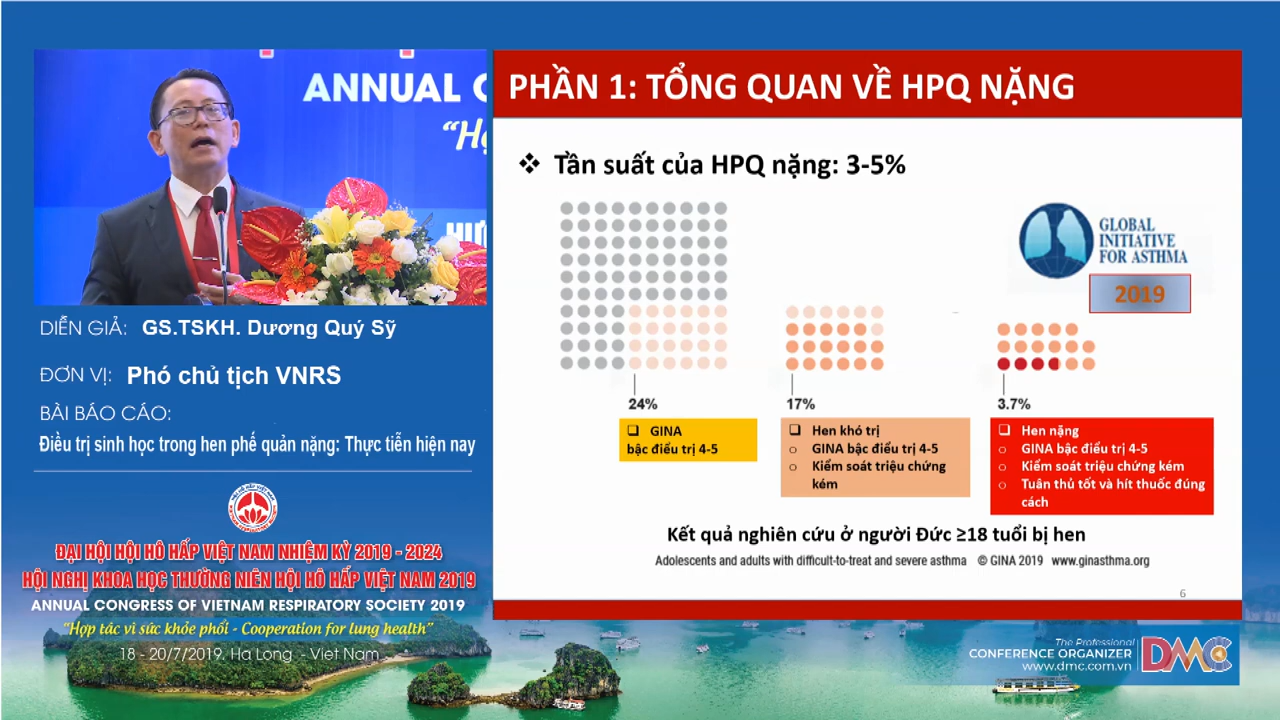 ANNUAL C
"H
HỰ
DIỄN GIẢ: GS.TSKH. Dương Quý Sỹ
ĐƠN VỊ: Phó chủ tịch VNRS
BÀI BÁO CÁO:
Điều trị sinh học trong hen phế quản nặng: Thực tiễn hiện nay
ĐẠI HỘI HỘI HÔ HẤP VIỆT NAM NHIỆM KỲ 2019 - 2024
HỘI NGHỊ KHOA HỌC THƯỜNG NIÊN HỘI HÔ HẤP VIỆT NAM 2019
ANNUAL CONGRESS OF VIETNAM RESPIRATORY SOCIETY 2019
"Hợp tác vì sức khỏe phổi - Cooperation for lung health"
18 - 20/7/2019. Ha Long - Viet Nam
PHẦN 1: TỔNG QUAN VỀ HPQ NẶNG
❖ Tần suất của HPQ nặng: 3-5%
GLOBAL
INITIATIVE
FOR ASTHMA
2019
24%
❑ GINA
bậc điều trị 4-5
17%
❑ Hen khó trị
○ GINA bậc điều trị 4-5
○ Kiểm soát triệu chứng
kém
3.7%
❑ Hen nặng
○ GINA bậc điều trị 4-5
○ Kiểm soát triệu chứng kém
○ Tuân thủ tốt và hít thuốc đúng
cách
Kết quả nghiên cứu ở người Đức ≥18 tuổi bị hen
Adolescents and adults with difficult-to-treat and severe asthma © GINA 2019 www.ginasthma.org
6
The Professional
CONFERENCE ORGANIZER
www.dmc.com.vn
DMC